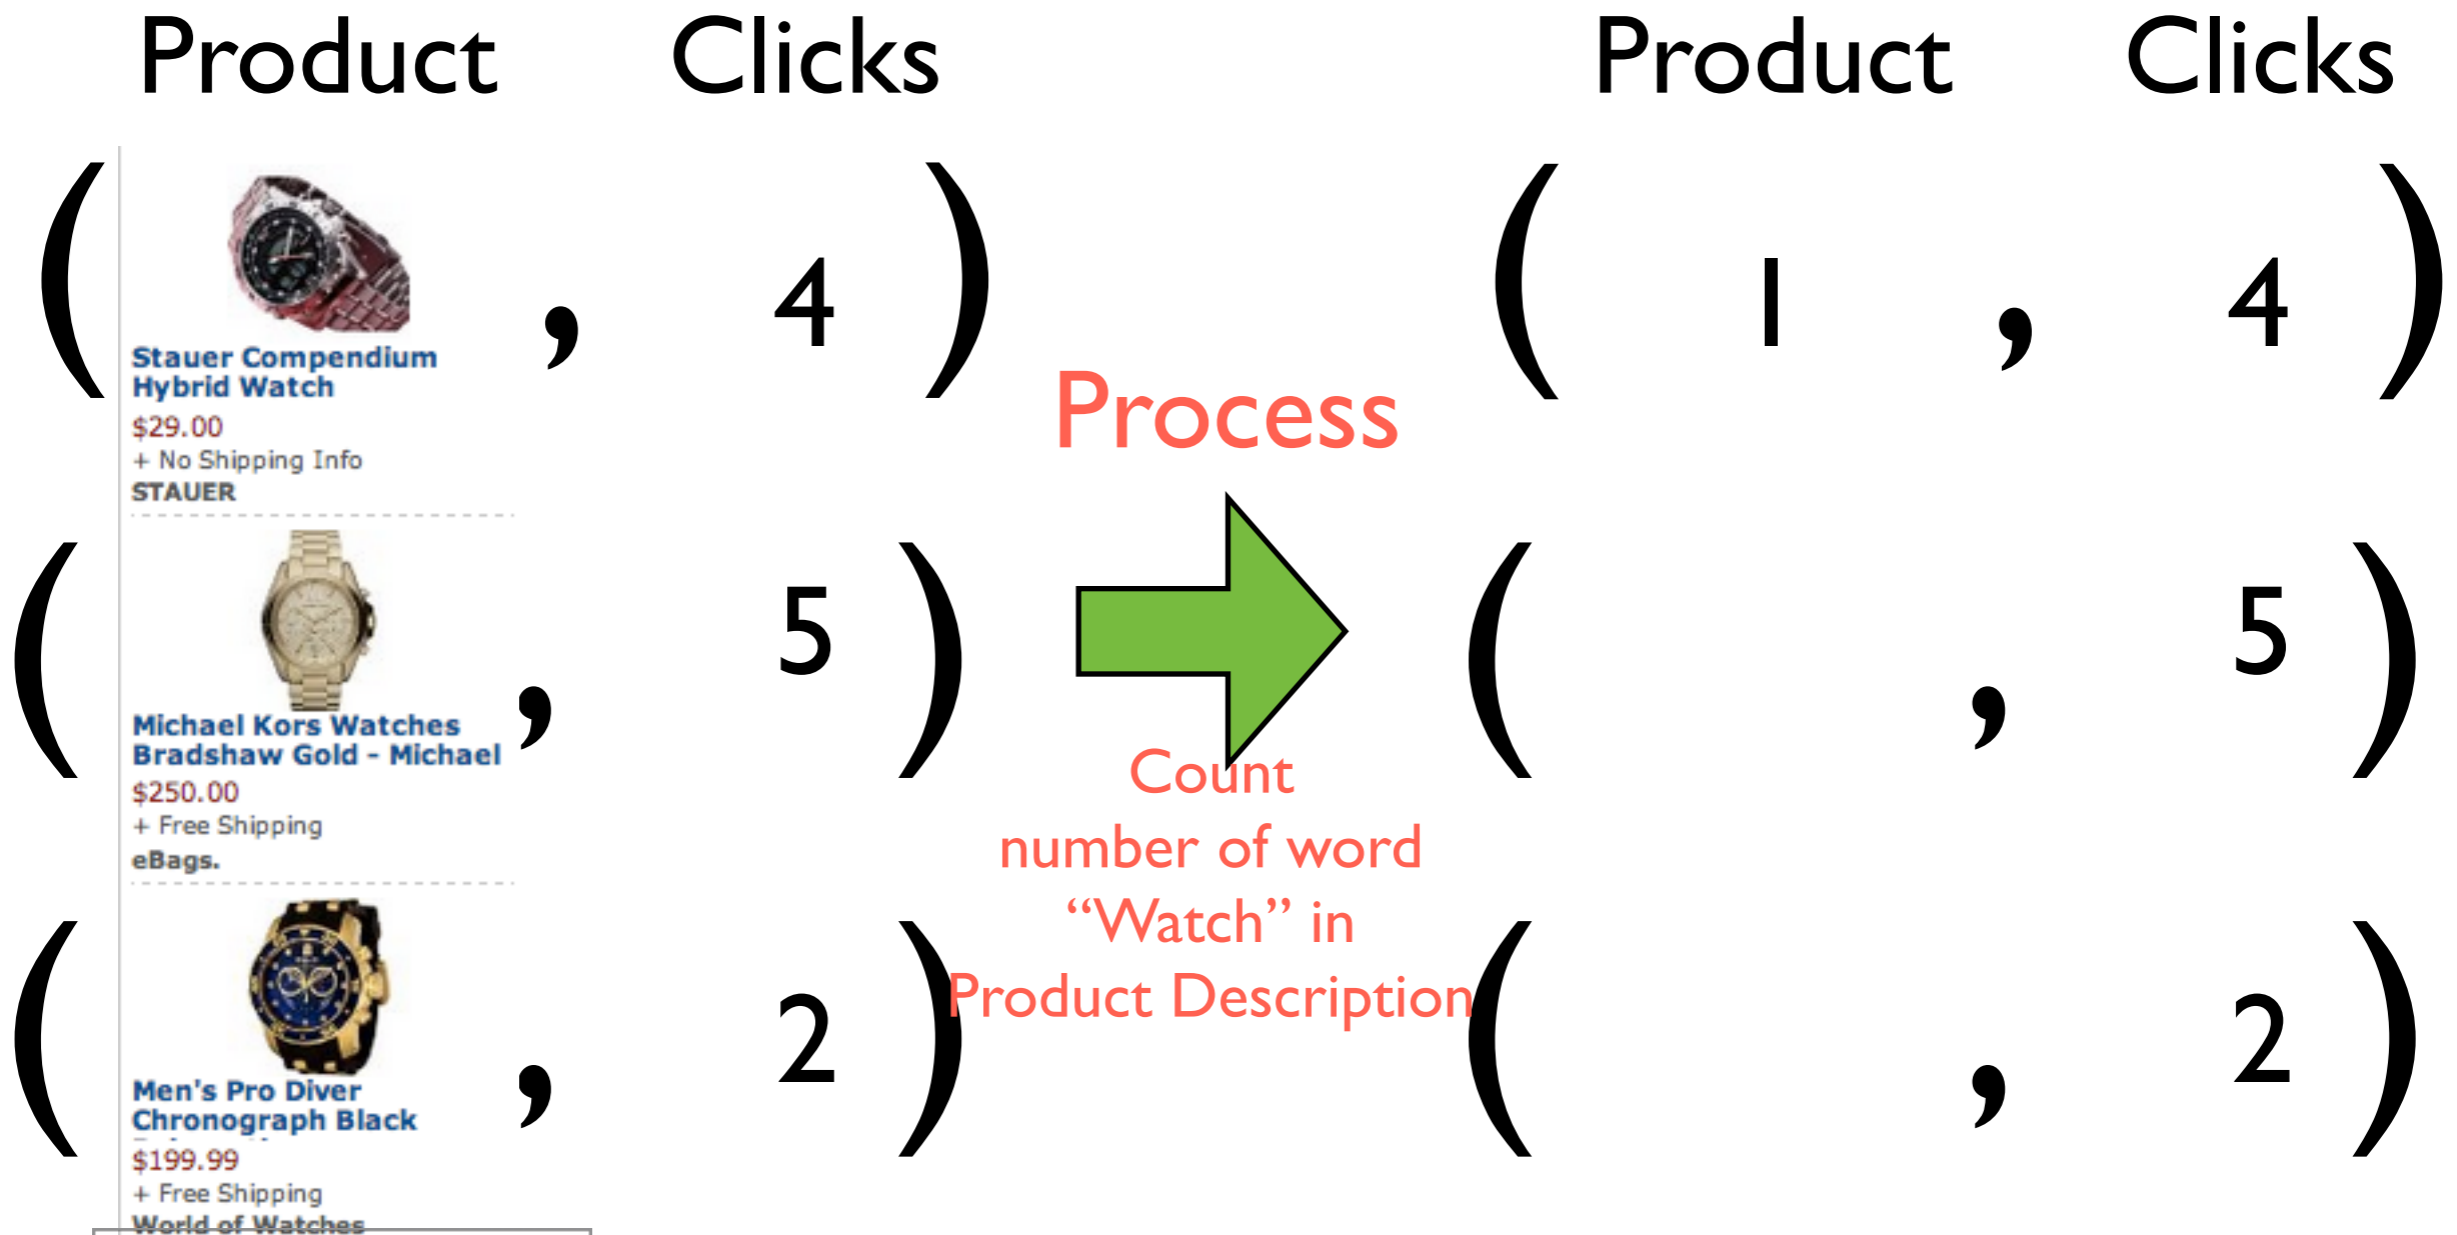 Product Clicks Product Clicks
( , 4 ) ( 1 , 4 )
Stauer Compendium
Hybrid Watch
$29.00
+ No Shipping Info
STAUER
Process
( , 5 ) ( , 5 )
Michael Kors Watches
Bradshaw Gold - Michael
$250.00
+ Free Shipping
eBags.
Count
number of word
“Watch” in
Product Description
( , 2 ) ( , 2 )
Men's Pro Diver
Chronograph Black
$199.99
+ Free Shipping
World of Watches